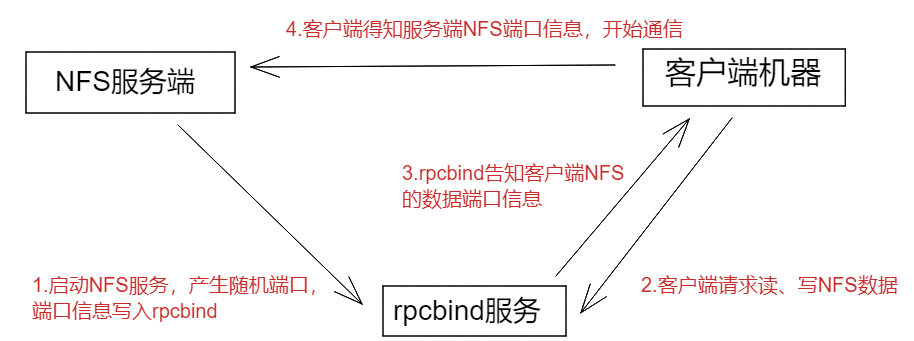 4.客户端得知服务端NFS端口信息，开始通信
NFS服务端
客户端机器
3.rpcbind告知客户端NFS
的数据端口信息
1.启动NFS服务，产生随机端口，
端口信息写入rpcbind
2.客户端请求读、写NFS数据
rpcbind服务